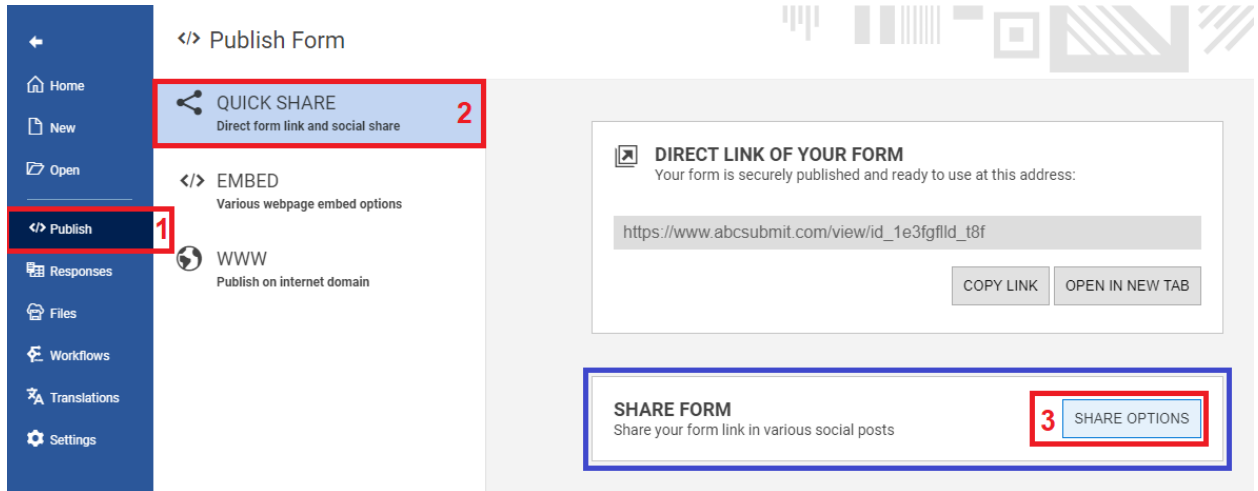 </> Publish Form
Home
New
Open
</> Publish
1
Responses
Files
Workflows
Translations
Settings
QUICK SHARE
Direct form link and social share
2
</> EMBED
Various webpage embed options
WWW
Publish on internet domain
DIRECT LINK OF YOUR FORM
Your form is securely published and ready to use at this address:
https://www.abcsubmit.com/view/id_1e3fgflld_t8f
COPY LINK
OPEN IN NEW TAB
SHARE FORM
Share your form link in various social posts
3
SHARE OPTIONS